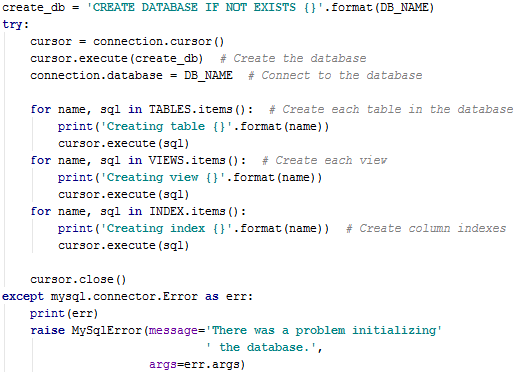 create_db = 'CREATE DATABASE IF NOT EXISTS {}'.format(DB_NAME)
try:
    cursor = connection.cursor()
    cursor.execute(create_db)  # Create the database
    connection.database = DB_NAME  # Connect to the database

    for name, sql in TABLES.items():  # Create each table in the database
        print('Creating table {}'.format(name))
        cursor.execute(sql)
    for name, sql in VIEWS.items():  # Create each view
        print('Creating view {}'.format(name))
        cursor.execute(sql)
    for name, sql in INDEX.items():
        print('Creating index {}'.format(name))  # Create column indexes
        cursor.execute(sql)

    cursor.close()
except mysql.connector.Error as err:
    print(err)
    raise MySqlError(message='There was a problem initializing'
                             ' the database.',
                     args=err.args)